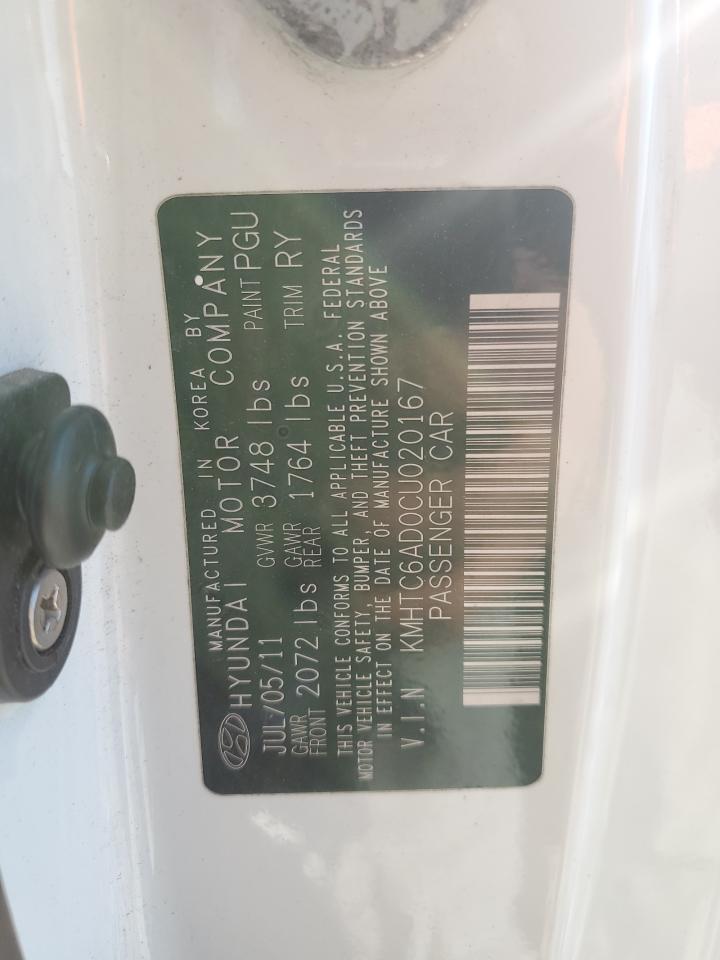 MANUFACTURED IN KOREA BY
HYUNDAI MOTOR COMPANY
JUL/05/11 GVWR 3748 lbs PAINT PGU
GAWR FRONT 2072 lbs GAWR REAR 1764 lbs TRIM RY
THIS VEHICLE CONFORMS TO ALL APPLICABLE U.S.A. FEDERAL
MOTOR VEHICLE SAFETY, BUMPER, AND THEFT PREVENTION STANDARDS
IN EFFECT ON THE DATE OF MANUFACTURE SHOWN ABOVE
V.I.N KMHTC6AD0CU020167
PASSENGER CAR